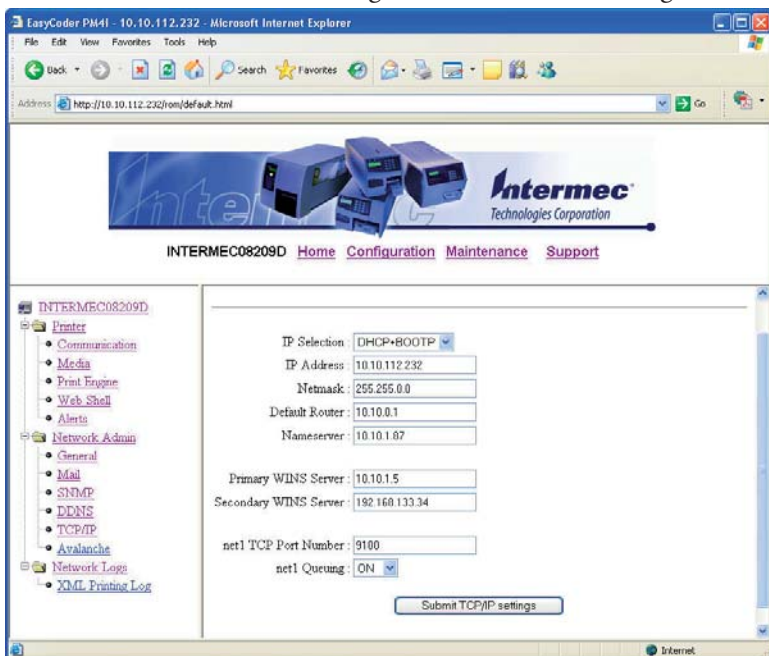 EasyCoder PM4i - 10.10.112.232 - Microsoft Internet Explorer
File Edit View Favorites Tools Help
Back Search Favorites
Address http://10.10.112.232/rom/default.html Go
Intermec
Intermec
Technologies Corporation
INTERMEC08209D Home Configuration Maintenance Support
INTERMEC08209D
Printer
Communication
Media
Print Engine
Web Shell
Alerts
Network Admin
General
Mail
SNMP
DDNS
TCP/IP
Avalanche
Network Logs
XML Printing Log
IP Selection : DHCP+BOOTP
IP Address : 10.10.112.232
Netmask : 255.255.0.0
Default Router : 10.10.0.1
Nameserver : 10.10.1.87
Primary WINS Server : 10.10.1.5
Secondary WINS Server : 192.168.133.34
net1 TCP Port Number : 9100
net1 Queuing : ON
Submit TCP/IP settings
Internet